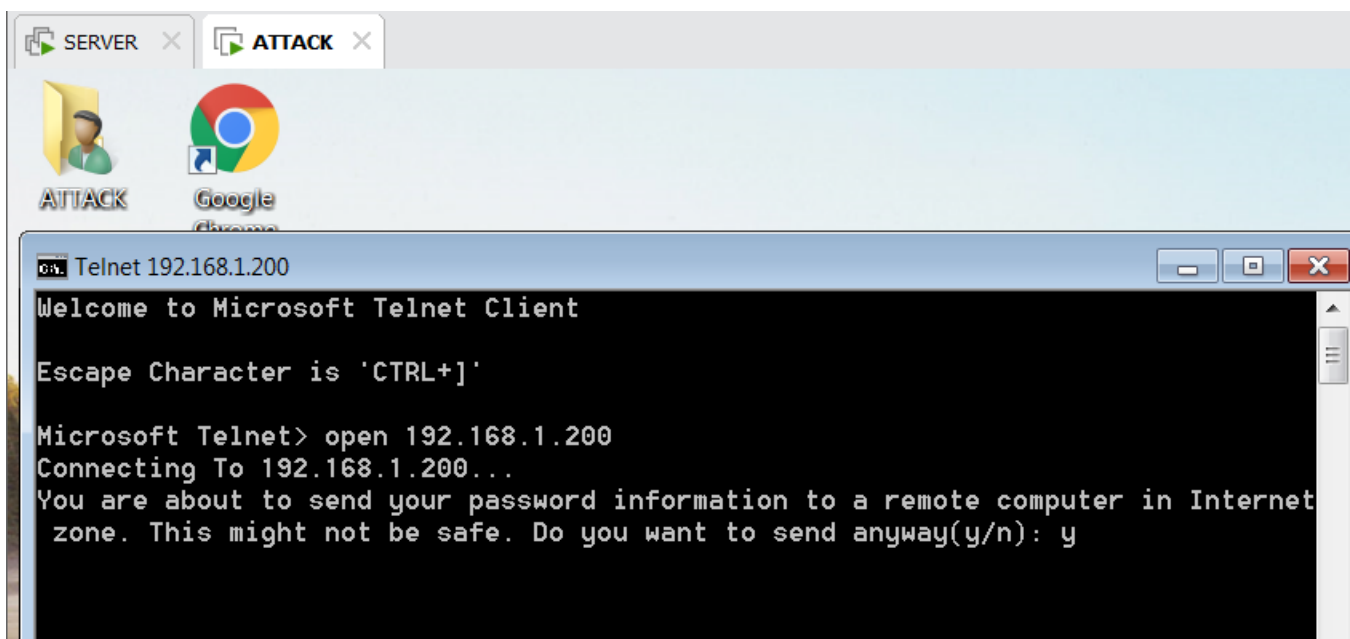 SERVER
ATTACK
ATTACK
Google
Chrome
Telnet 192.168.1.200
Welcome to Microsoft Telnet Client
Escape Character is 'CTRL+]'
Microsoft Telnet> open 192.168.1.200
Connecting To 192.168.1.200...
You are about to send your password information to a remote computer in Internet
zone. This might not be safe. Do you want to send anyway(y/n): y